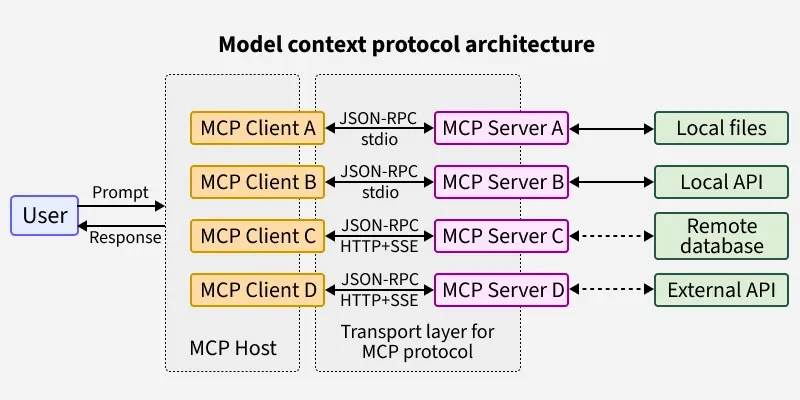 Model context protocol architecture
User
Prompt
Response
MCP Client A
JSON-RPC
stdio
MCP Server A
Local files
MCP Client B
JSON-RPC
stdio
MCP Server B
Local API
MCP Client C
JSON-RPC
HTTP+SSE
MCP Server C
Remote
database
MCP Client D
JSON-RPC
HTTP+SSE
MCP Server D
External API
MCP Host
Transport layer for
MCP protocol